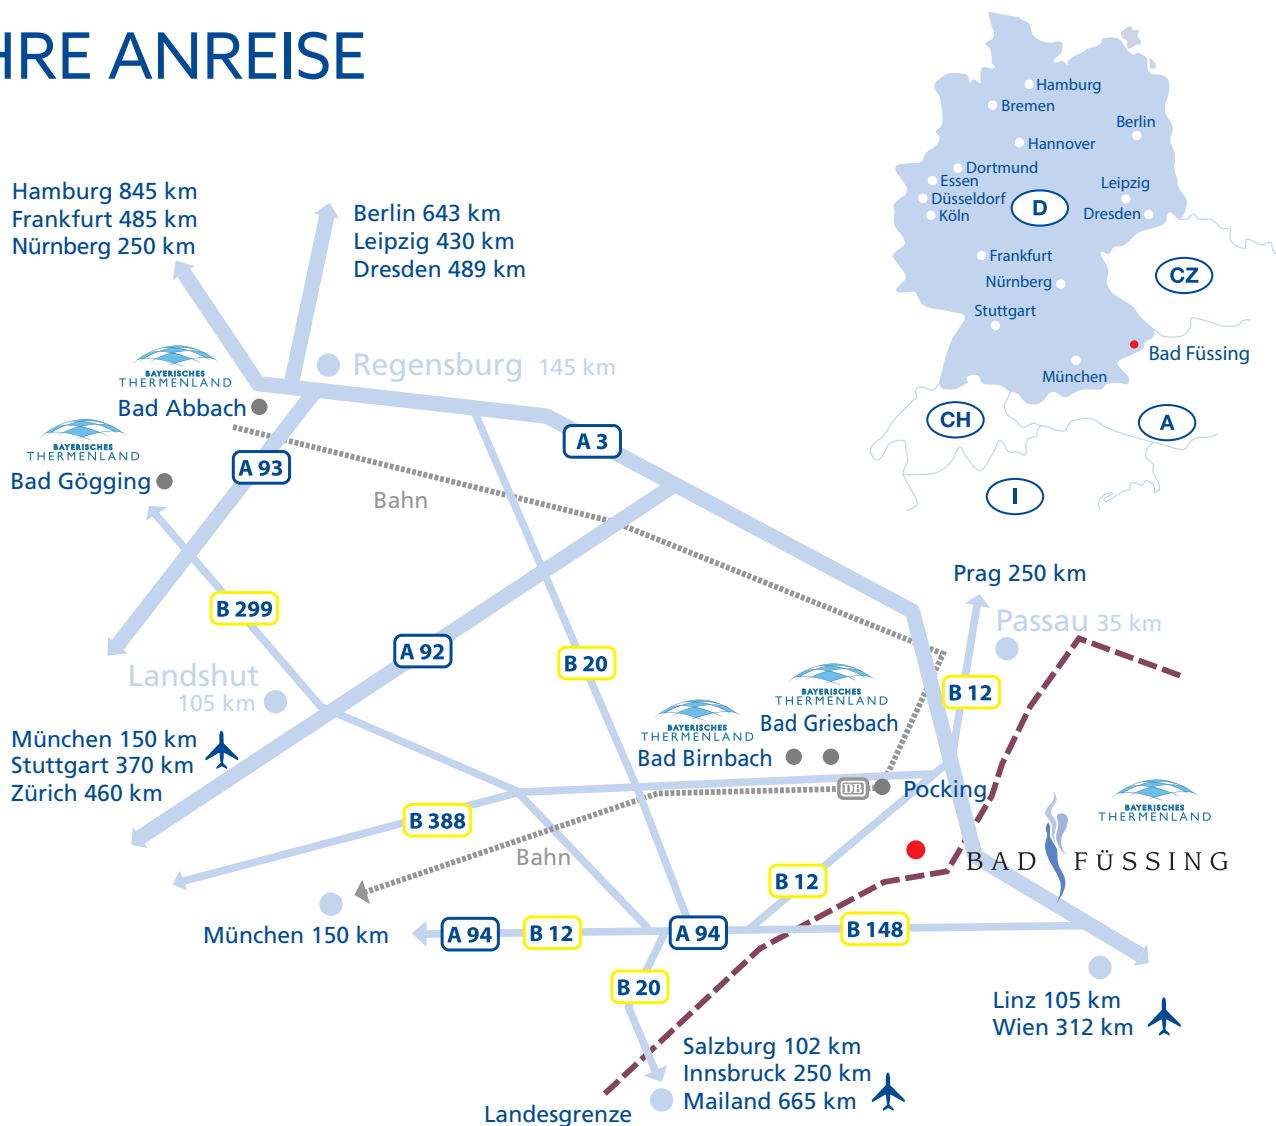 HRE ANREISE
Hamburg
Bremen
Berlin
Hannover
Dortmund
Essen
Leipzig
Düsseldorf
D
Köln
Dresden
Frankfurt
CZ
Nürnberg
Stuttgart
Bad Füssing
München
CH
A
I
Hamburg 845 km
Frankfurt 485 km
Nürnberg 250 km
Berlin 643 km
Leipzig 430 km
Dresden 489 km
Regensburg 145 km
BAYERISCHES
THERMENLAND
Bad Abbach
BAYERISCHES
THERMENLAND
Bad Gögging
A 93
A 3
Bahn
B 299
A 92
B 20
Prag 250 km
Passau 35 km
B 12
Landshut
105 km
München 150 km
Stuttgart 370 km
Zürich 460 km
BAYERISCHES
THERMENLAND
Bad Griesbach
BAYERISCHES
THERMENLAND
Bad Birnbach
DB
Pocking
BAYERISCHES
THERMENLAND
BAD FÜSSING
B 388
Bahn
B 12
München 150 km
A 94
B 12
A 94
B 148
B 20
Linz 105 km
Wien 312 km
Salzburg 102 km
Innsbruck 250 km
Mailand 665 km
Landesgrenze